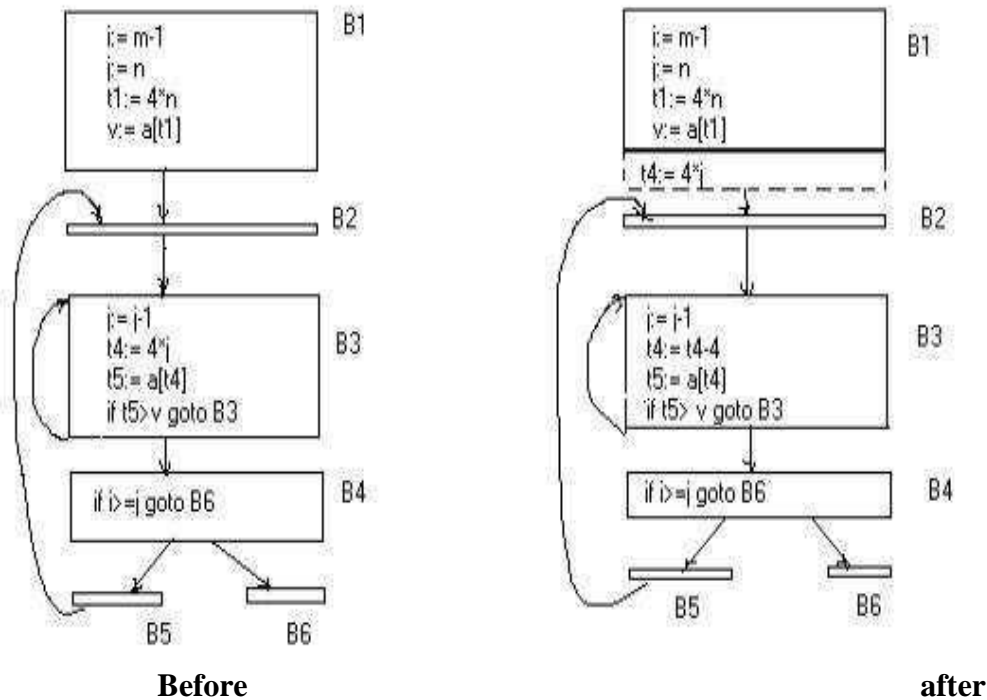 i:= m-1
j:= n
t1:= 4*n
v:= a[t1]
B1
B2
j:= j-1
t4:= 4*j
t5:= a[t4]
if t5>v goto B3
B3
if i>=j goto B6
B4
B5
B6
Before
i:= m-1
j:= n
t1:= 4*n
v:= a[t1]
B1
t4:= 4*j
B2
j:= j-1
t4:= t4-4
t5:= a[t4]
if t5> v goto B3
B3
if i>=j goto B6
B4
B5
B6
after